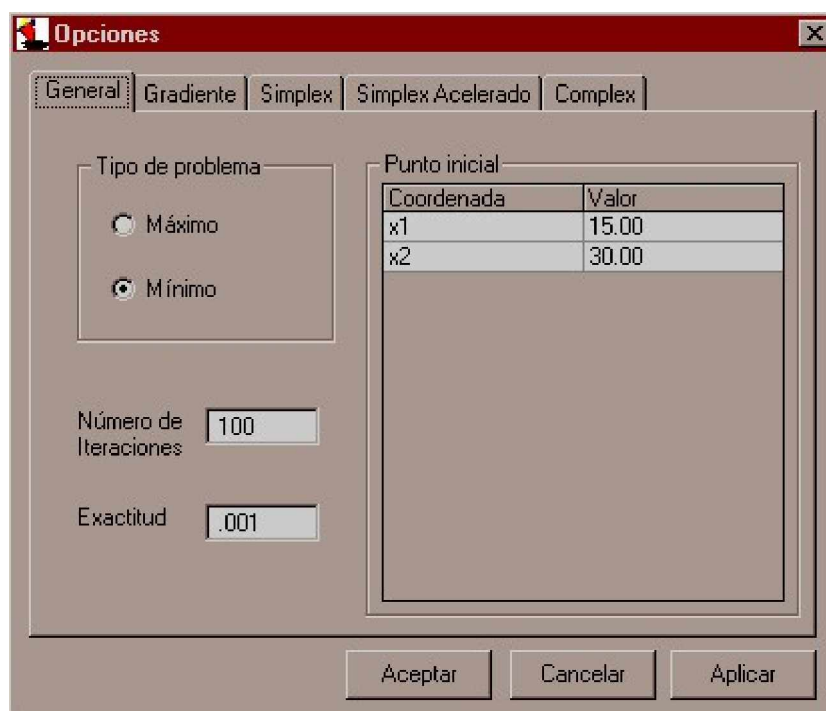 Opciones
General Gradiente Simplex Simplex Acelerado Complex
Tipo de problema
Máximo
Mínimo
Número de
Iteraciones
100
Exactitud
.001
Punto inicial
Coordenada Valor
x1 15.00
x2 30.00
Aceptar Cancelar Aplicar